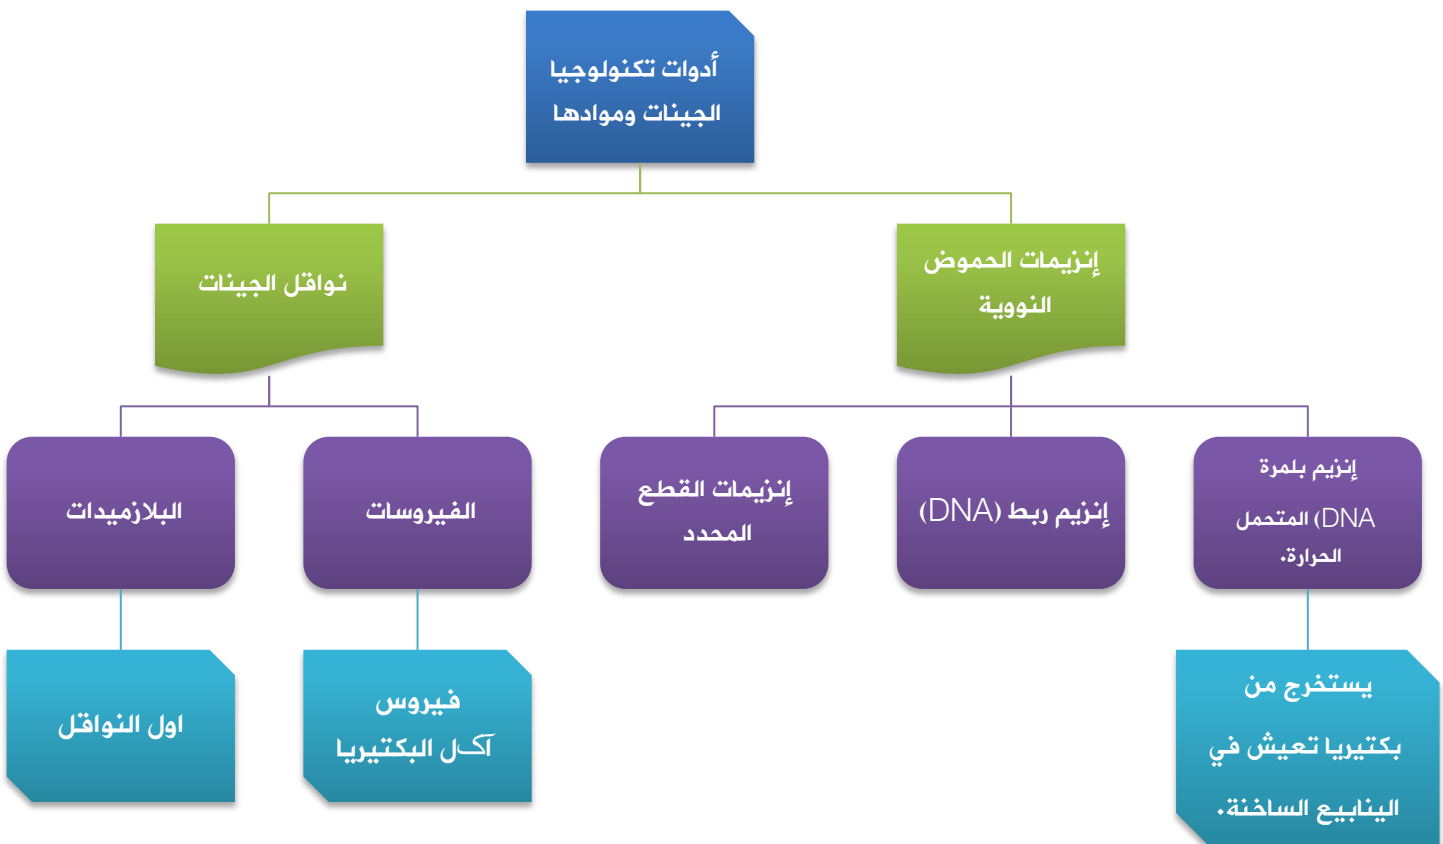 أدوات تكنولوجيا
الجينات وموادها
إنزيمات الحموض
النووية
نواقل الجينات
إنزيم بلمرة
DNA) المتحمل
الحرارة.
إنزيم ربط (DNA)
إنزيمات القطع
المحدد
الفيروسات
البلازميدات
يستخرج من
بكتيريا تعيش في
الينابيع الساخنة.
فيروس
آكل البكتيريا
اول النواقل